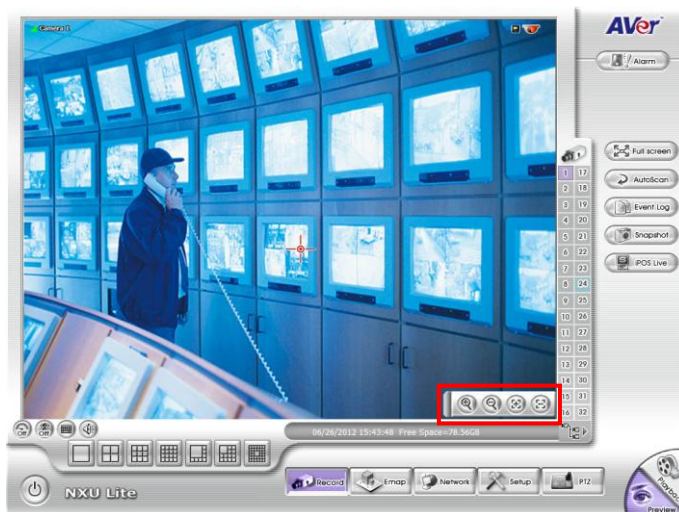 Camera 1
AVer
Alarm
Full screen
AutoScan
Event Log
Snapshot
iPOS Live
1 17
2 18
3 19
4 20
5 21
6 22
7 23
8 24
9 25
10 26
11 27
12 28
13 29
14 30
15 31
16 32
Off Off
06/26/2012 15:43:48 Free Space=78.56GB
NXU Lite
Record Emap Network Setup PTZ
Playback
Preview